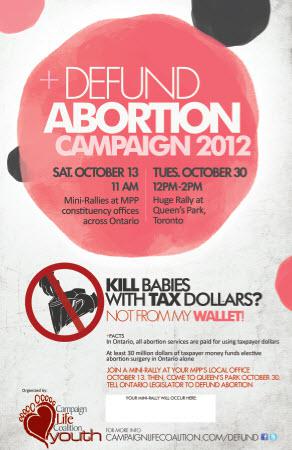 + DEFUND
ABORTION
CAMPAIGN 2012
SAT. OCTOBER 13
11 AM
Mini-Rallies at MPP
constituency offices
across Ontario
TUES. OCTOBER 30
12PM-2PM
Huge Rally at
Queen's Park,
Toronto
KILL BABIES
WITH TAX DOLLARS?
NOT FROM MY WALLET!
+FACTS
In Ontario, all abortion services are paid for using taxpayer dollars
At least 30 million dollars of taxpayer money funds elective
abortion surgery in Ontario alone
JOIN A MINI-RALLY AT YOUR MPP'S LOCAL OFFICE
OCTOBER 13. THEN, COME TO QUEEN'S PARK OCTOBER 30.
TELL ONTARIO LEGISLATOR TO DEFUND ABORTION
YOUR MINI-RALLY WILL OCCUR HERE:
Organized by:
Campaign
Life
Coalition
youth
FOR MORE INFO
CAMPAIGNLIFECOALITION.COM/DEFUND